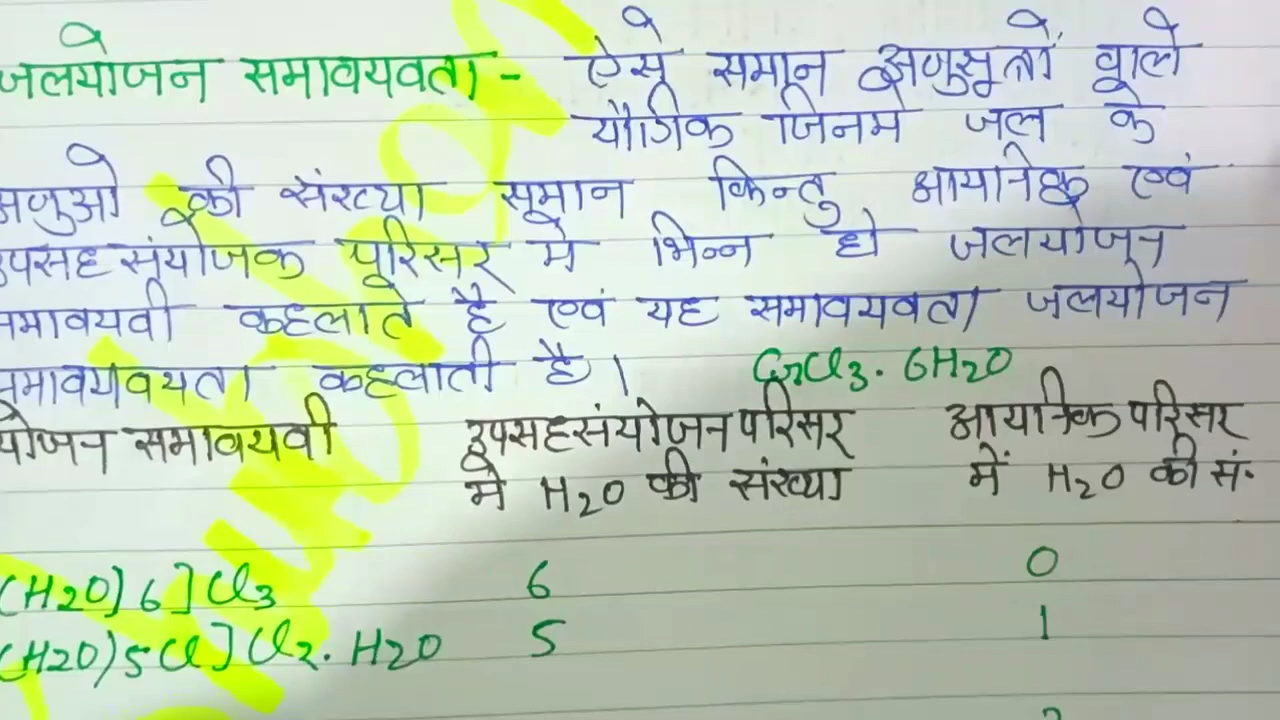 जलयोजन समावयवता - ऐसे समान अणुसूत्रों वाले
यौगिक जिनमे जल के
अणुओ की संख्या समान किन्तु आयनिक एवं
उपसहसंयोजक परिसर मे भिन्न हो जलयोजन
समावयवी कहलाते है एवं यह समावयवता जलयोजन
समावयवयता कहलाती है।
CrCl3. 6H2O
योजन समावयवी उपसहसंयोजन परिसर आयनिक परिसर
मे H2O की संख्या में H2O की सं.
(H2O)6]Cl3 6 0
(H2O)5Cl]Cl2. H2O 5 1